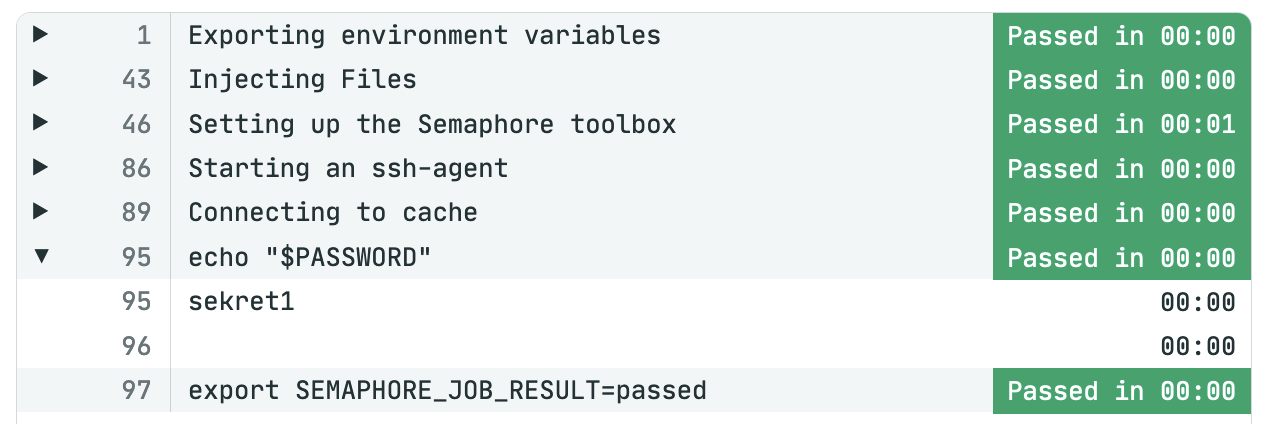 ▶ 1 Exporting environment variables Passed in 00:00
▶ 43 Injecting Files Passed in 00:00
▶ 46 Setting up the Semaphore toolbox Passed in 00:01
▶ 86 Starting an ssh-agent Passed in 00:00
▶ 89 Connecting to cache Passed in 00:00
▼ 95 echo "$PASSWORD" Passed in 00:00
95 sekret1 00:00
96 00:00
97 export SEMAPHORE_JOB_RESULT=passed Passed in 00:00